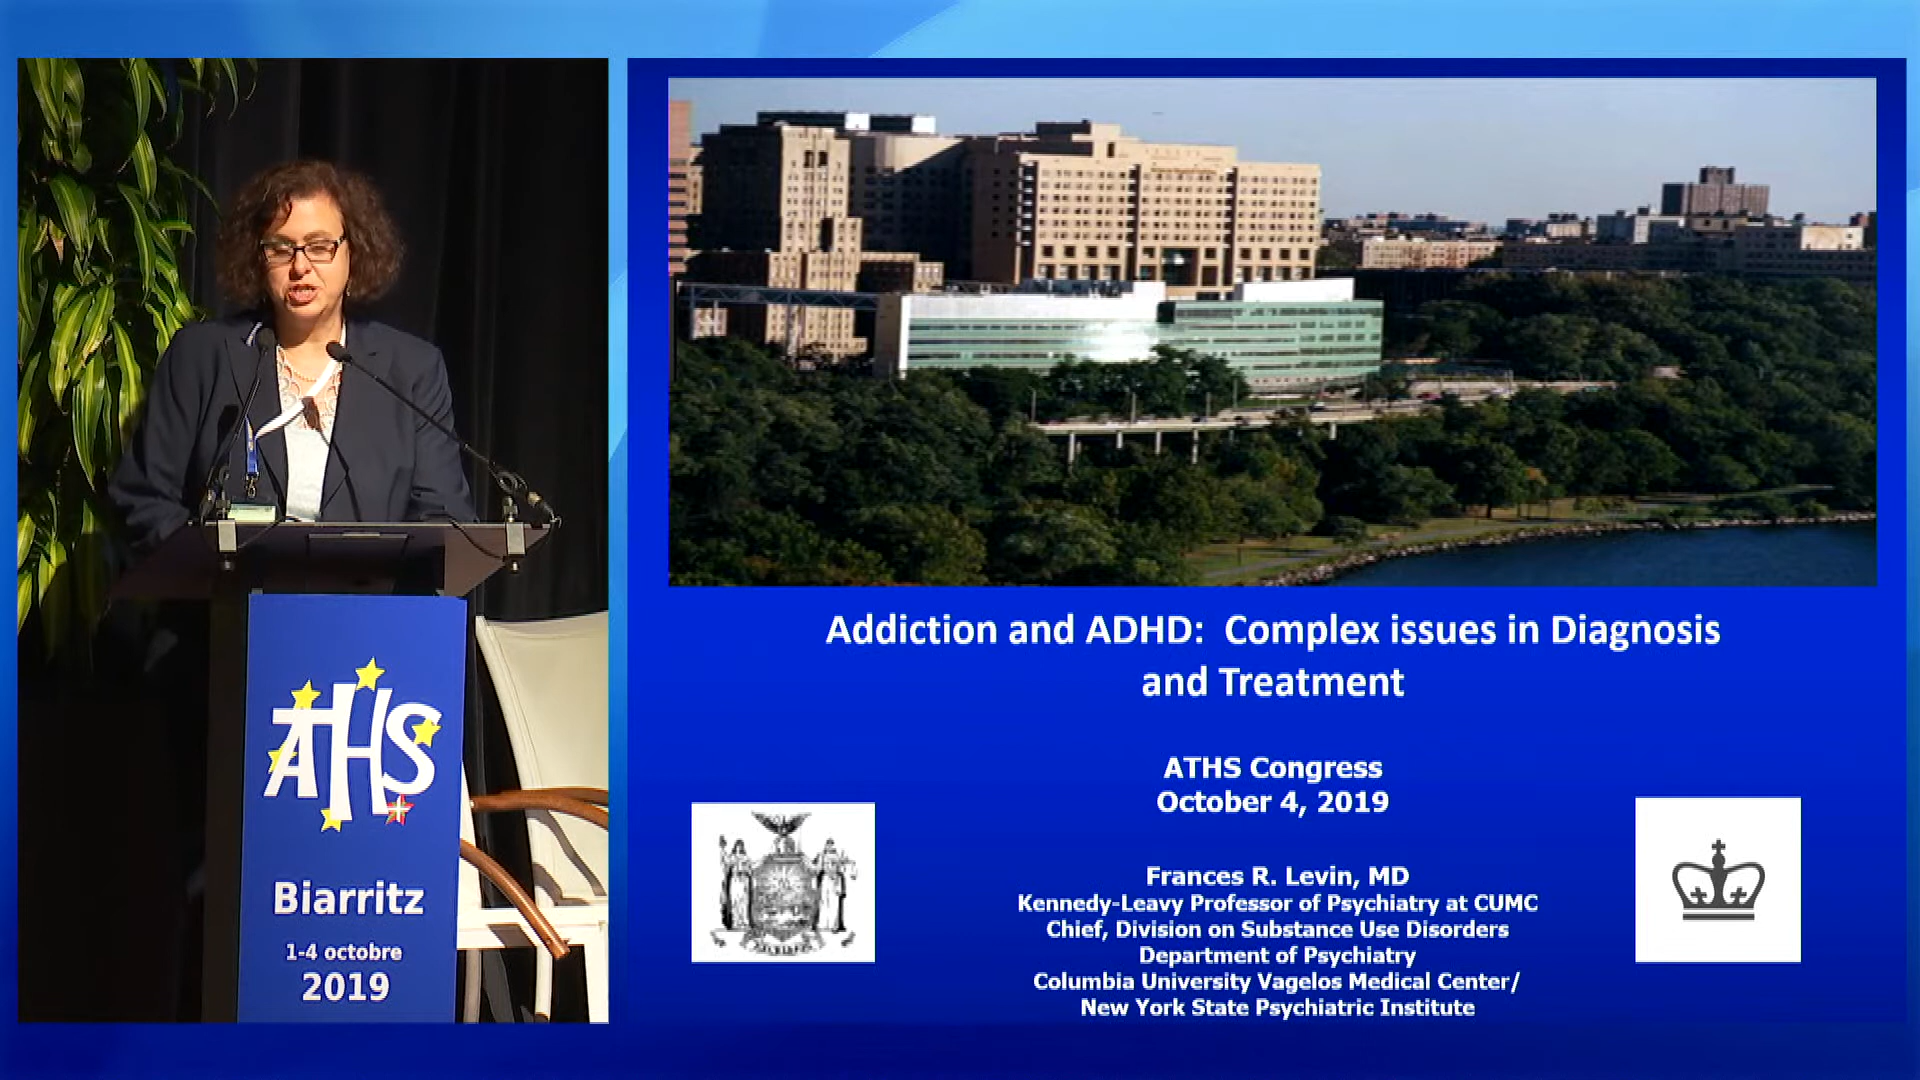 ATHS
Biarritz
1-4 octobre
2019
Addiction and ADHD:  Complex issues in Diagnosis
and Treatment
ATHS Congress
October 4, 2019
Frances R. Levin, MD
Kennedy-Leavy Professor of Psychiatry at CUMC
Chief, Division on Substance Use Disorders
Department of Psychiatry
Columbia University Vagelos Medical Center/
New York State Psychiatric Institute